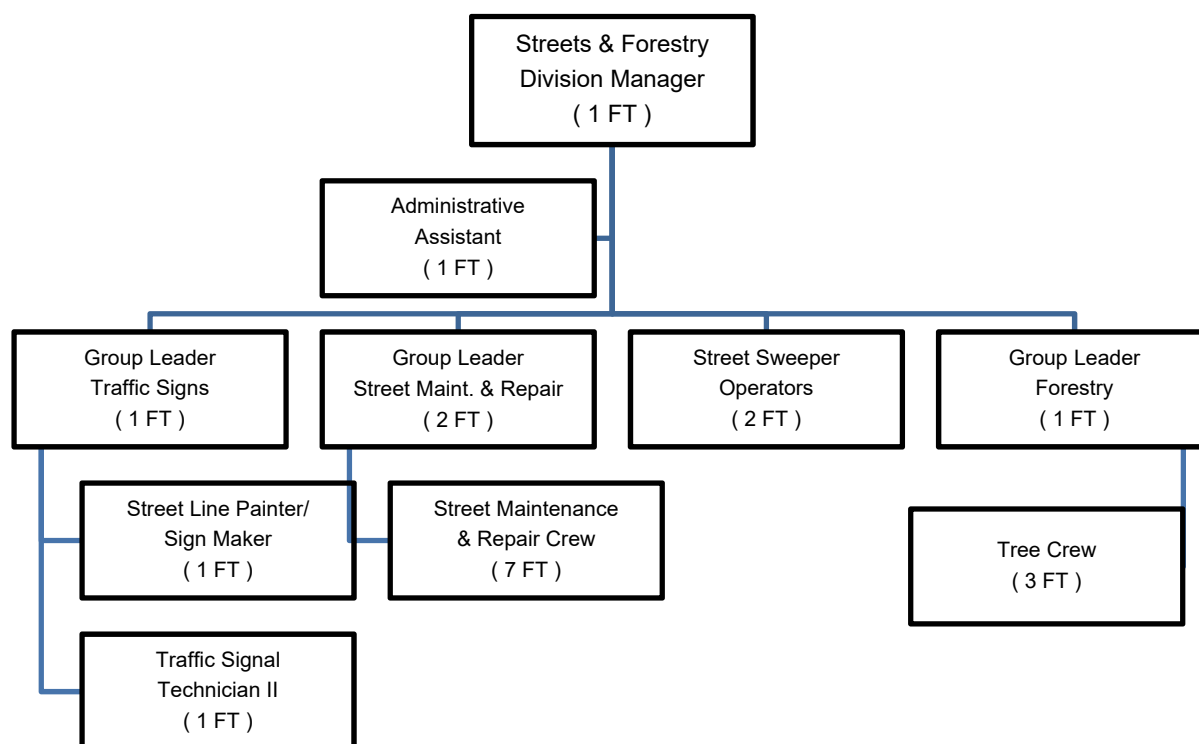 Streets & Forestry
Division Manager
( 1 FT )
Administrative
Assistant
( 1 FT )
Group Leader
Traffic Signs
( 1 FT )
Group Leader
Street Maint. & Repair
( 2 FT )
Street Sweeper
Operators
( 2 FT )
Group Leader
Forestry
( 1 FT )
Street Line Painter/
Sign Maker
( 1 FT )
Street Maintenance
& Repair Crew
( 7 FT )
Tree Crew
( 3 FT )
Traffic Signal
Technician II
( 1 FT )